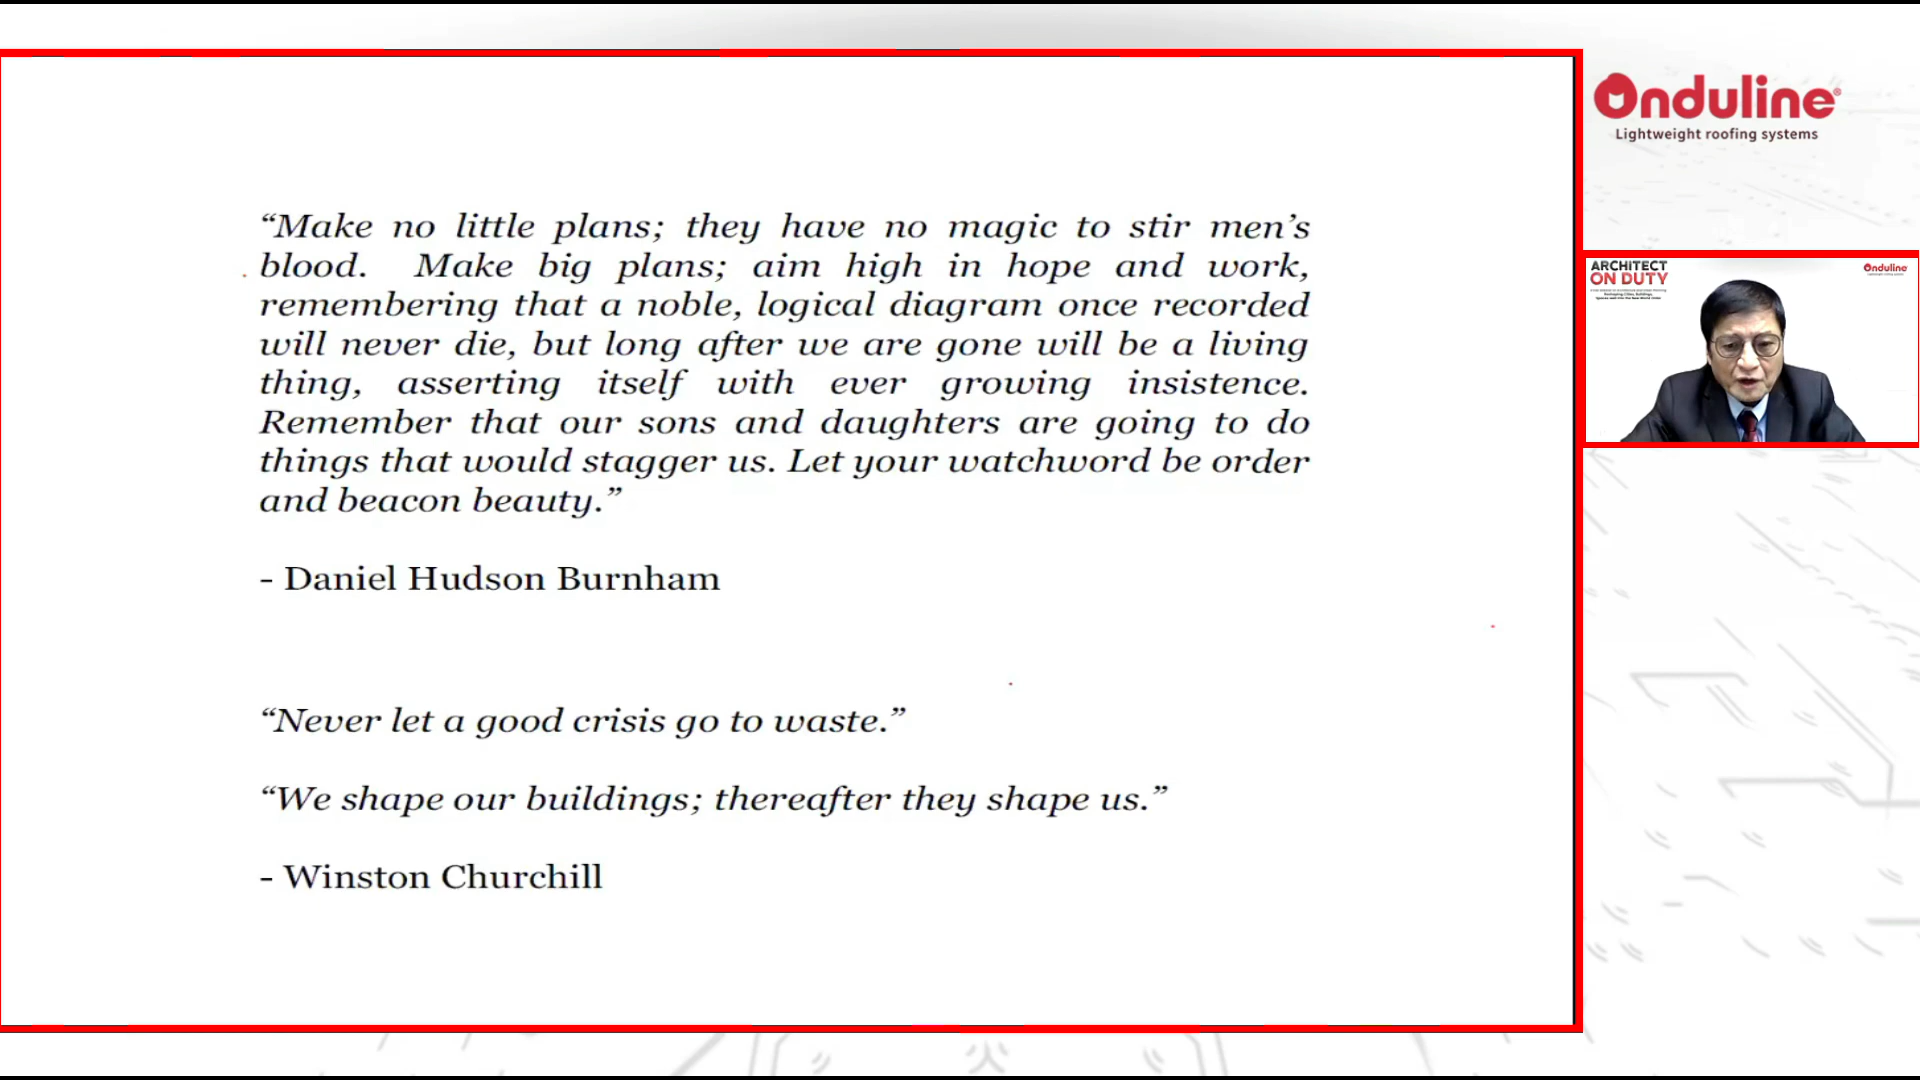 “Make no little plans; they have no magic to stir men’s
blood. Make big plans; aim high in hope and work,
remembering that a noble, logical diagram once recorded
will never die, but long after we are gone will be a living
thing, asserting itself with ever growing insistence.
Remember that our sons and daughters are going to do
things that would stagger us. Let your watchword be order
and beacon beauty.”
- Daniel Hudson Burnham
“Never let a good crisis go to waste.”
“We shape our buildings; thereafter they shape us.”
- Winston Churchill
Onduline®
Lightweight roofing systems
ARCHITECT
ON DUTY
Onduline